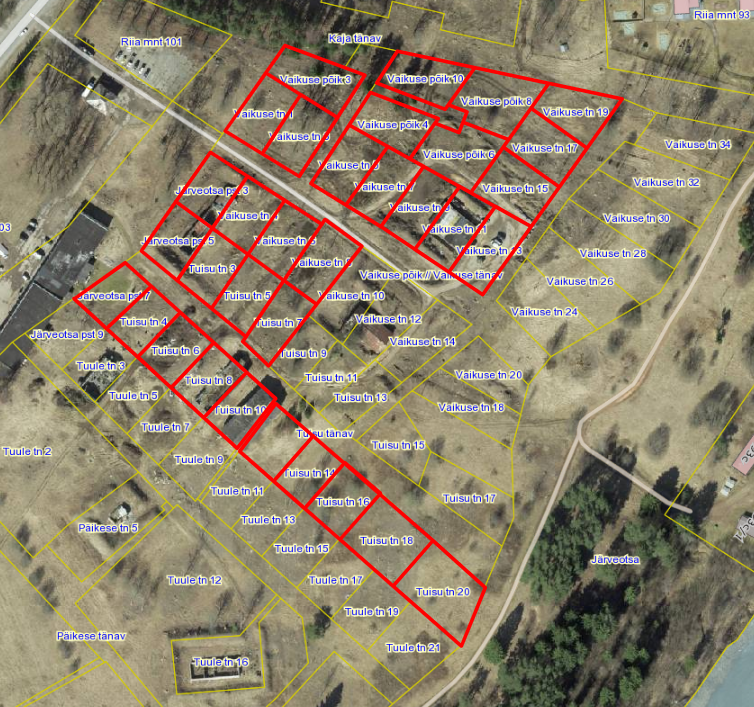 Riia mnt 93
Riia mnt 101
Kaja tänav
Vaikuse põik 3
Vaikuse põik 10
Vaikuse põik 8
Vaikuse tn 19
Vaikuse tn 1
Vaikuse tn 3
Vaikuse põik 4
Vaikuse tn 17
Vaikuse tn 34
Vaikuse põik 6
Vaikuse tn 5
Vaikuse tn 7
Vaikuse tn 15
Vaikuse tn 32
Järveotsa pst 3
Vaikuse tn 4
Vaikuse tn 9
Vaikuse tn 30
Vaikuse tn 11
Vaikuse tn 13
Järveotsa pst 5
Vaikuse tn 6
Vaikuse tn 28
Tuisu tn 3
Vaikuse põik // Vaikuse tänav
Vaikuse tn 26
Järveotsa pst 7
Tuisu tn 5
Vaikuse tn 10
Vaikuse tn 24
Tuisu tn 4
Tuisu tn 7
Vaikuse tn 12
Järveotsa pst 9
Tuisu tn 6
Tuisu tn 9
Vaikuse tn 14
Tuule tn 3
Tuisu tn 8
Tuisu tn 11
Vaikuse tn 20
Tuule tn 5
Tuisu tn 10
Tuisu tn 13
Vaikuse tn 18
Tuule tn 7
Tuisu tänav
Tuisu tn 15
Tuule tn 2
Tuule tn 9
Tuisu tn 14
Tuule tn 11
Tuisu tn 16
Tuisu tn 17
Päikese tn 5
Tuule tn 13
Tuule tn 15
Tuisu tn 18
Järveotsa
Tuule tn 12
Tuule tn 17
Tuisu tn 20
Tuule tn 19
Päikese tänav
Tuule tn 21
Tuule tn 16